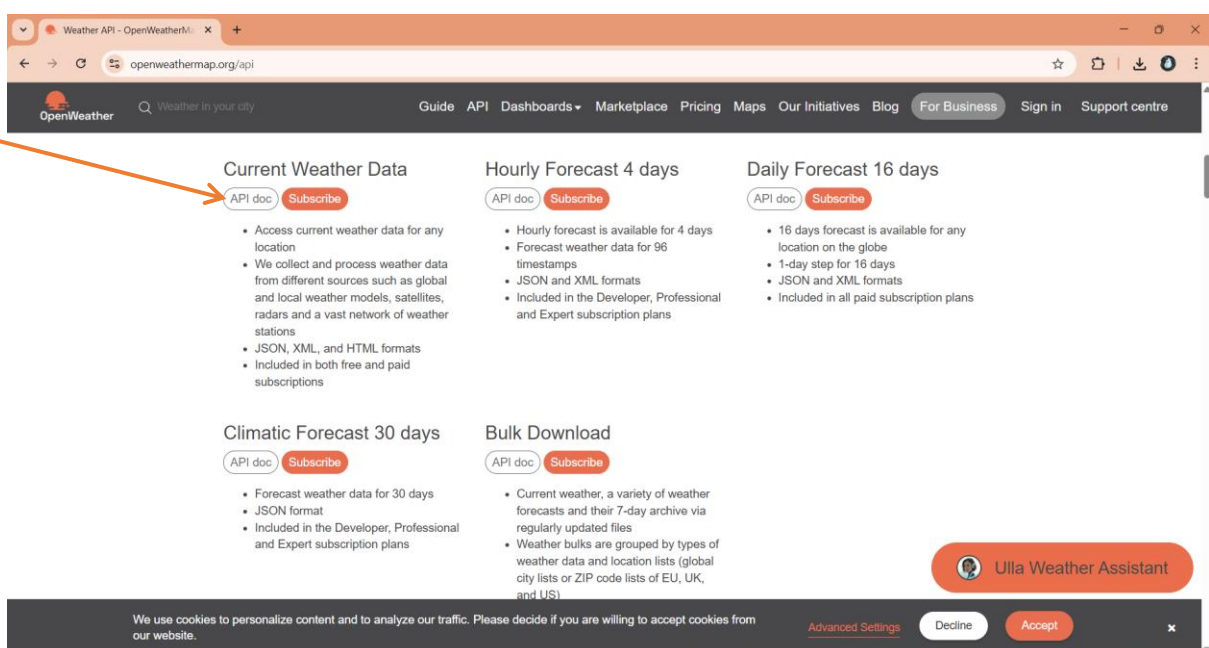 Weather API - OpenWeatherMa
openweathermap.org/api
OpenWeather
Weather in your city
Guide API Dashboards Marketplace Pricing Maps Our Initiatives Blog For Business Sign in Support centre
Current Weather Data
API doc Subscribe
• Access current weather data for any
location
• We collect and process weather data
from different sources such as global
and local weather models, satellites,
radars and a vast network of weather
stations
• JSON, XML, and HTML formats
• Included in both free and paid
subscriptions
Hourly Forecast 4 days
API doc Subscribe
• Hourly forecast is available for 4 days
• Forecast weather data for 96
timestamps
• JSON and XML formats
• Included in the Developer, Professional
and Expert subscription plans
Daily Forecast 16 days
API doc Subscribe
• 16 days forecast is available for any
location on the globe
• 1-day step for 16 days
• JSON and XML formats
• Included in all paid subscription plans
Climatic Forecast 30 days
API doc Subscribe
• Forecast weather data for 30 days
• JSON format
• Included in the Developer, Professional
and Expert subscription plans
Bulk Download
API doc Subscribe
• Current weather, a variety of weather
forecasts and their 7-day archive via
regularly updated files
• Weather bulks are grouped by types of
weather data and location lists (global
city lists or ZIP code lists of EU, UK,
and US)
Ulla Weather Assistant
We use cookies to personalize content and to analyze our traffic. Please decide if you are willing to accept cookies from
our website.
Advanced Settings
Decline
Accept